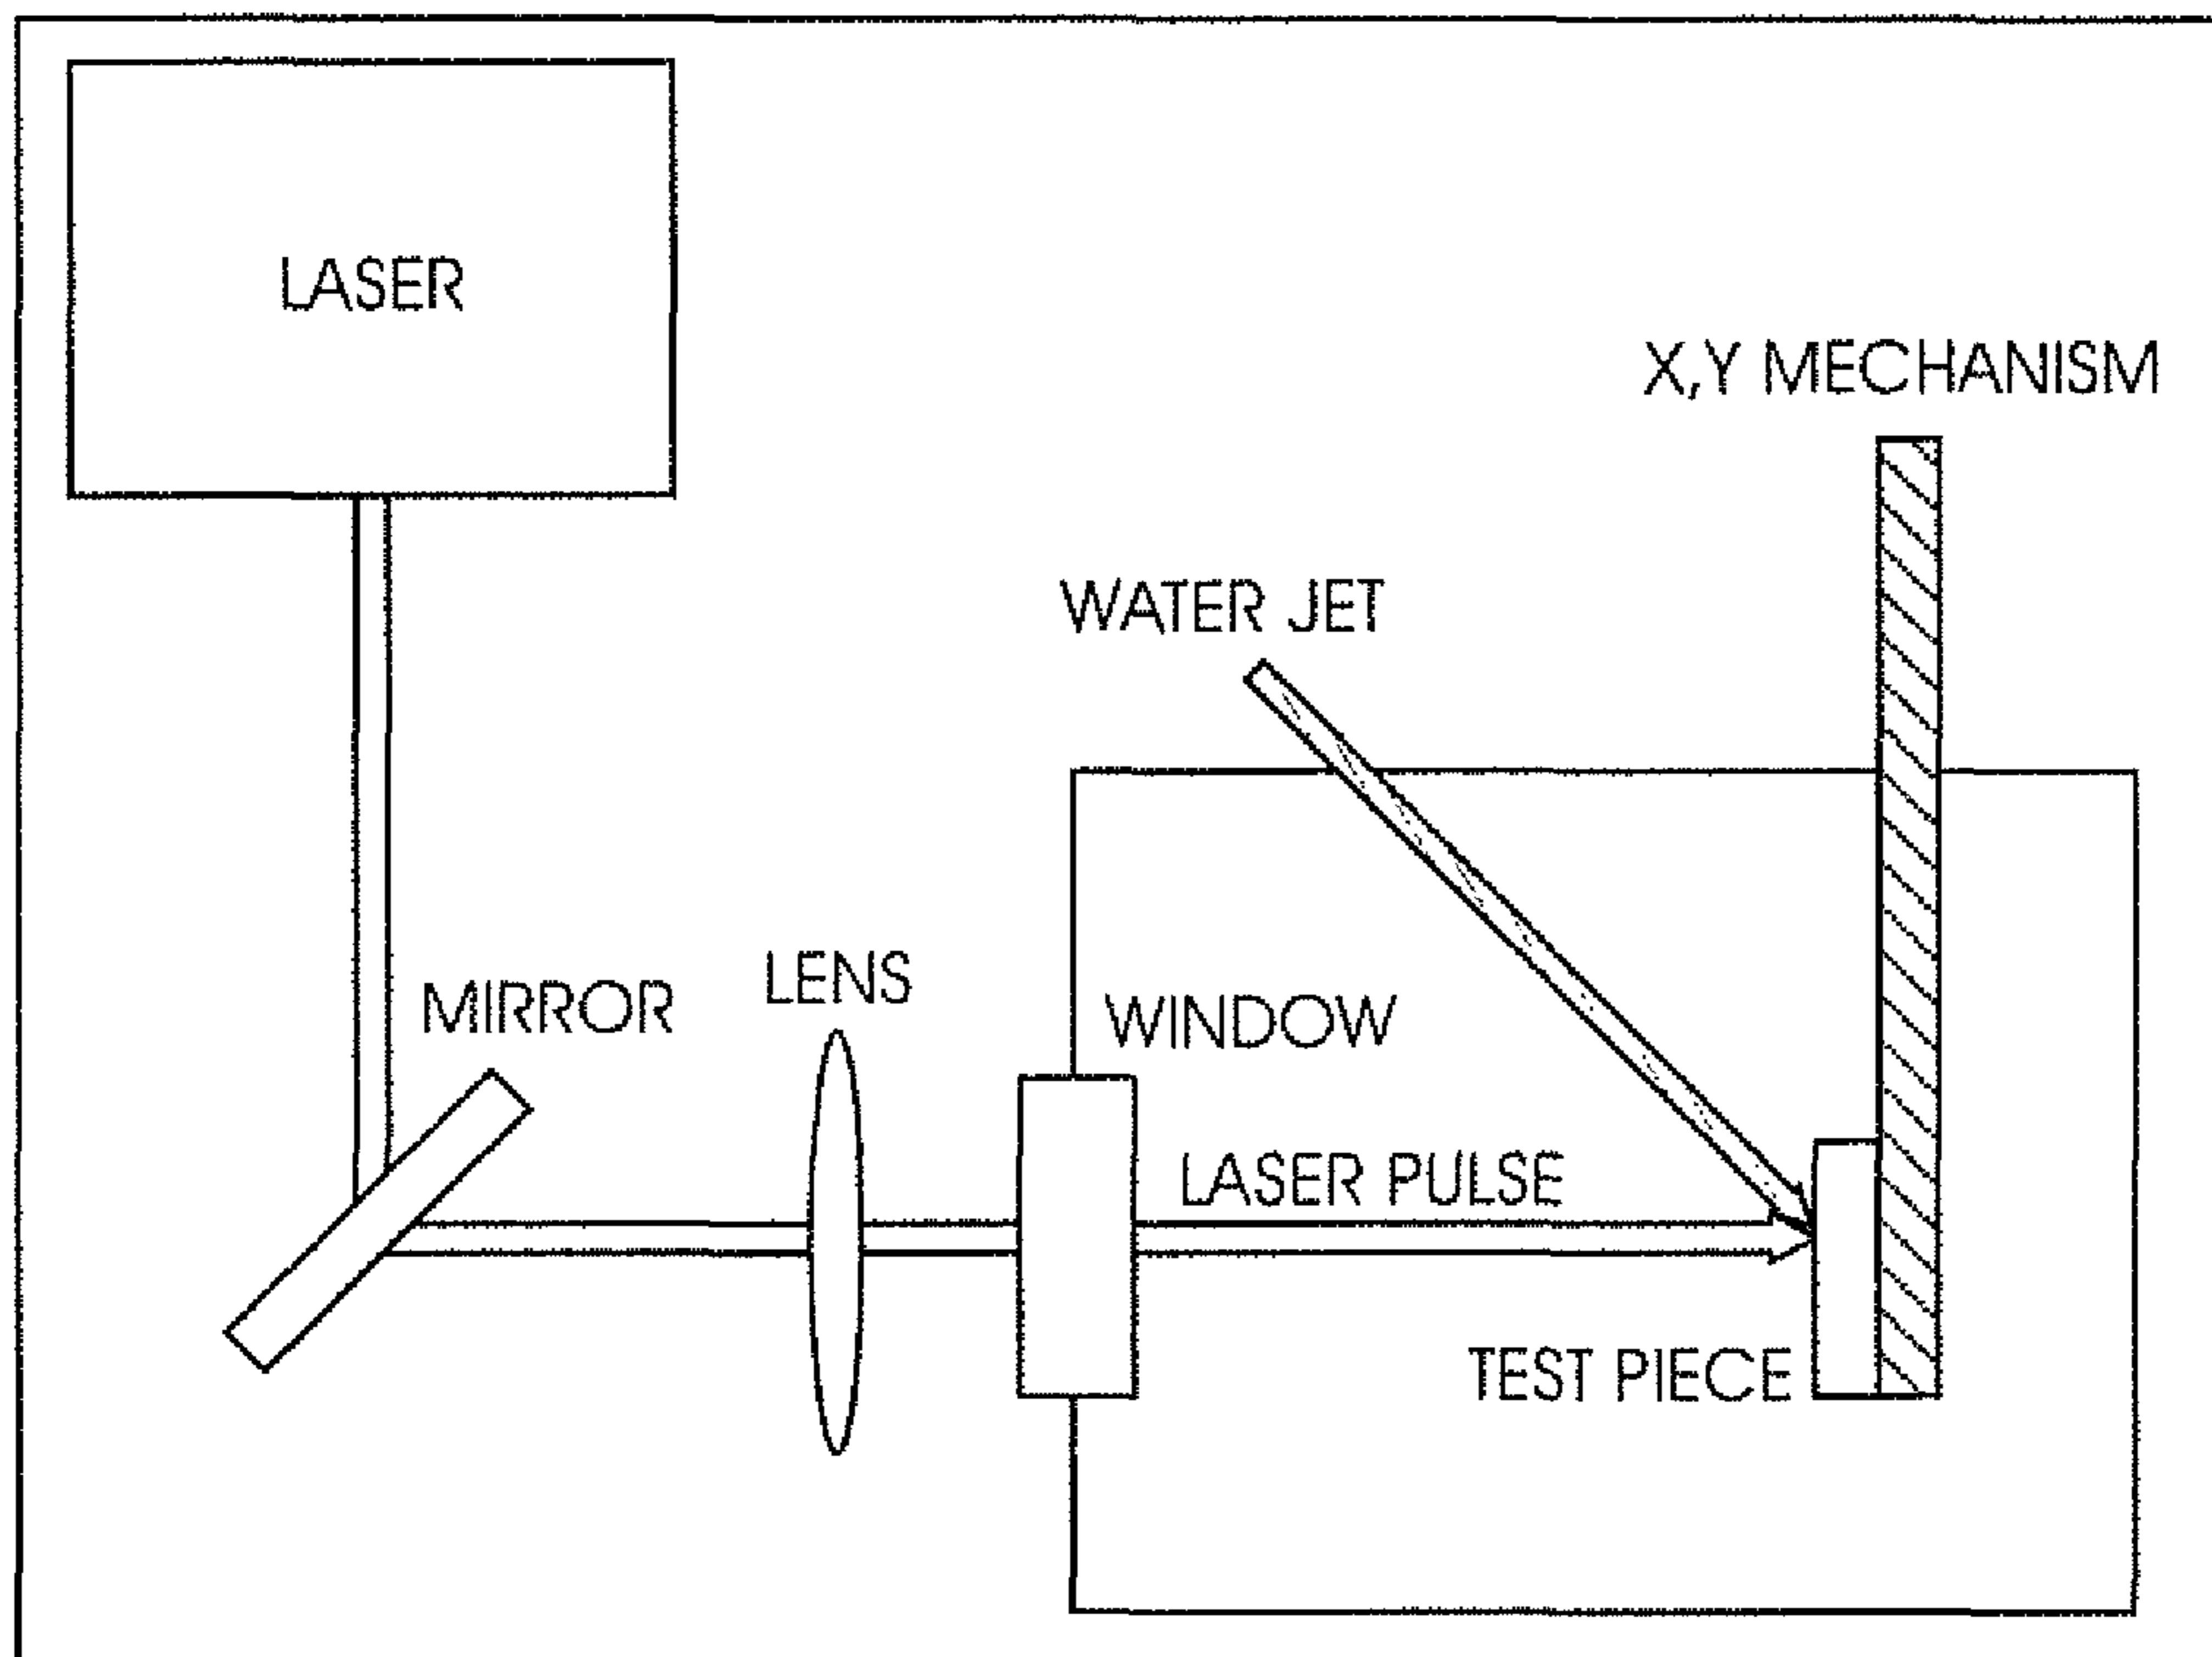 LASER
X,Y MECHANISM
WATER JET
MIRROR
LENS
WINDOW
LASER PULSE
TEST PIECE